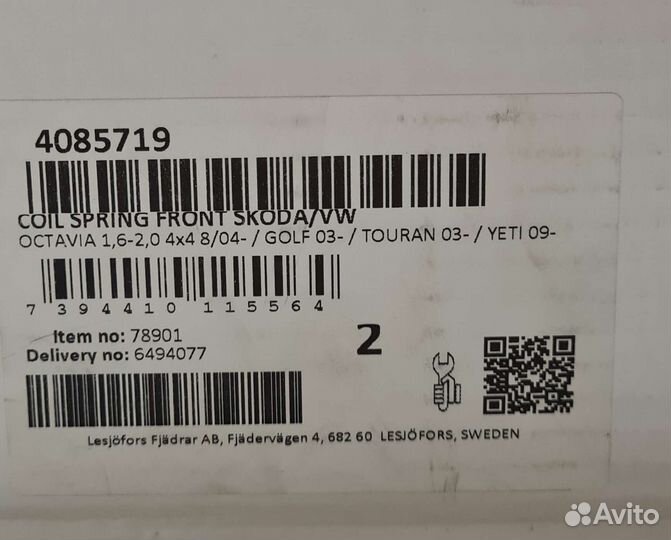 4085719
COIL SPRING FRONT SKODA/VW
OCTAVIA 1,6-2,0 4x4 8/04- / GOLF 03- / TOURAN 03- / YETI 09-
7 394410 115564
Item no: 78901
Delivery no: 6494077
2
Lesjöfors Fjädrar AB, Fjädervägen 4, 682 60 LESJÖFORS, SWEDEN
Avito